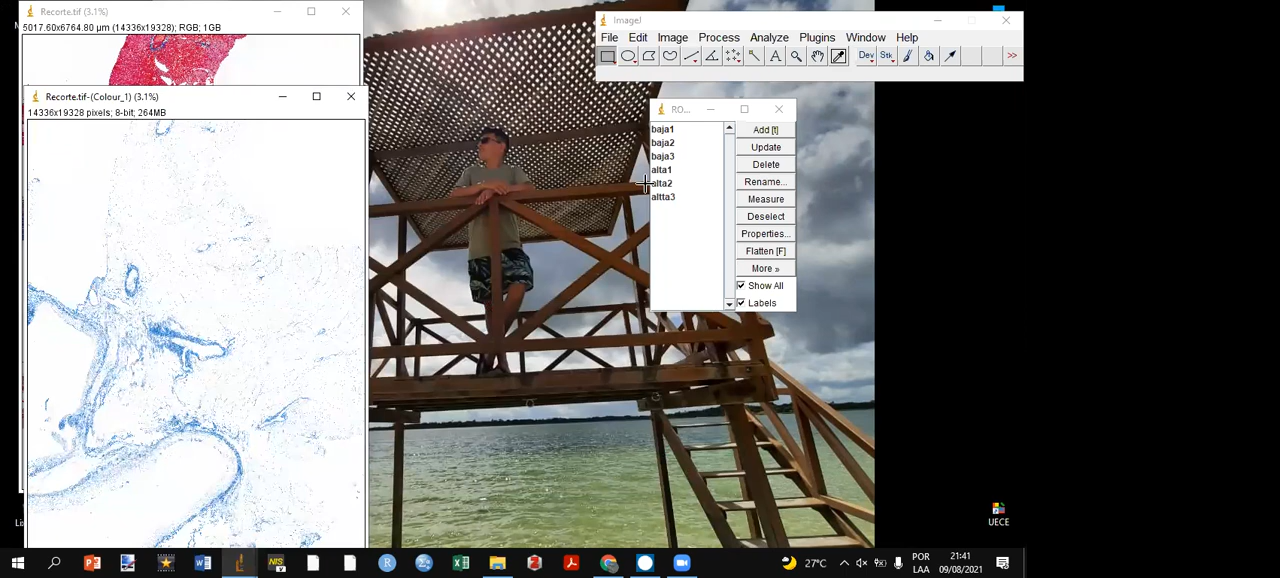 Recorte.tif (3.1%)
5017.60x6764.80 µm (14336x19328); RGB; 1GB
Recorte.tif-(Colour_1) (3.1%)
14336x19328 pixels; 8-bit; 264MB
ImageJ
File Edit Image Process Analyze Plugins Window Help
A Dev Stk >>
RO...
baja1
baja2
baja3
alta1
alta2
altta3
Add [t]
Update
Delete
Rename...
Measure
Deselect
Properties...
Flatten [F]
More »
Show All
Labels
UECE
NIS
27°C
POR
LAA
21:41
09/08/2021